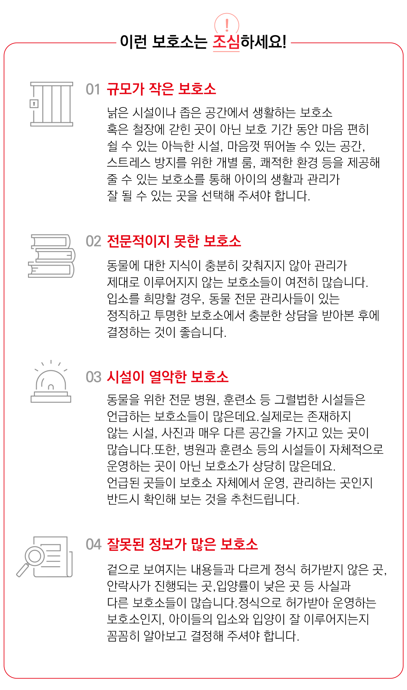 !
이런 보호소는 조심하세요!
01 규모가 작은 보호소
낡은 시설이나 좁은 공간에서 생활하는 보호소
혹은 철장에 갇힌 곳이 아닌 보호 기간 동안 마음 편히
쉴 수 있는 아늑한 시설, 마음껏 뛰어놀 수 있는 공간,
스트레스 방지를 위한 개별 룸, 쾌적한 환경 등을 제공해
줄 수 있는 보호소를 통해 아이의 생활과 관리가
잘 될 수 있는 곳을 선택해 주셔야 합니다.
02 전문적이지 못한 보호소
동물에 대한 지식이 충분히 갖춰지지 않아 관리가
제대로 이루어지지 않는 보호소들이 여전히 많습니다.
입소를 희망할 경우, 동물 전문 관리사들이 있는
정직하고 투명한 보호소에서 충분한 상담을 받아본 후에
결정하는 것이 좋습니다.
03 시설이 열악한 보호소
동물을 위한 전문 병원, 훈련소 등 그럴법한 시설들은
언급하는 보호소들이 많은데요.실제로는 존재하지
않는 시설, 사진과 매우 다른 공간을 가지고 있는 곳이
많습니다.또한, 병원과 훈련소 등의 시설들이 자체적으로
운영하는 곳이 아닌 보호소가 상당히 많은데요.
언급된 곳들이 보호소 자체에서 운영, 관리하는 곳인지
반드시 확인해 보는 것을 추천드립니다.
04 잘못된 정보가 많은 보호소
겉으로 보여지는 내용들과 다르게 정식 허가받지 않은 곳,
안락사가 진행되는 곳,입양률이 낮은 곳 등 사실과
다른 보호소들이 많습니다.정식으로 허가받아 운영하는
보호소인지, 아이들의 입소와 입양이 잘 이루어지는지
꼼꼼히 알아보고 결정해 주셔야 합니다.